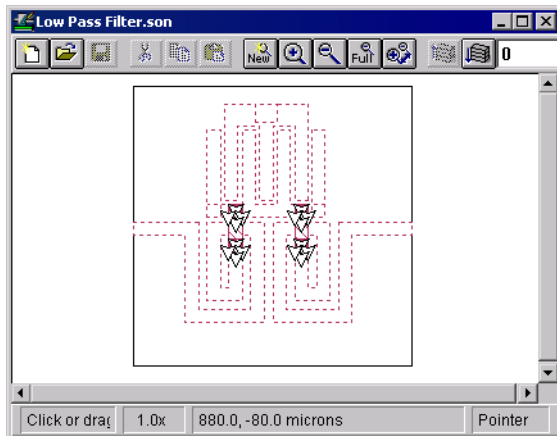 Low Pass Filter.son
New Full 0
Click or drag 1.0x 880.0, -80.0 microns Pointer